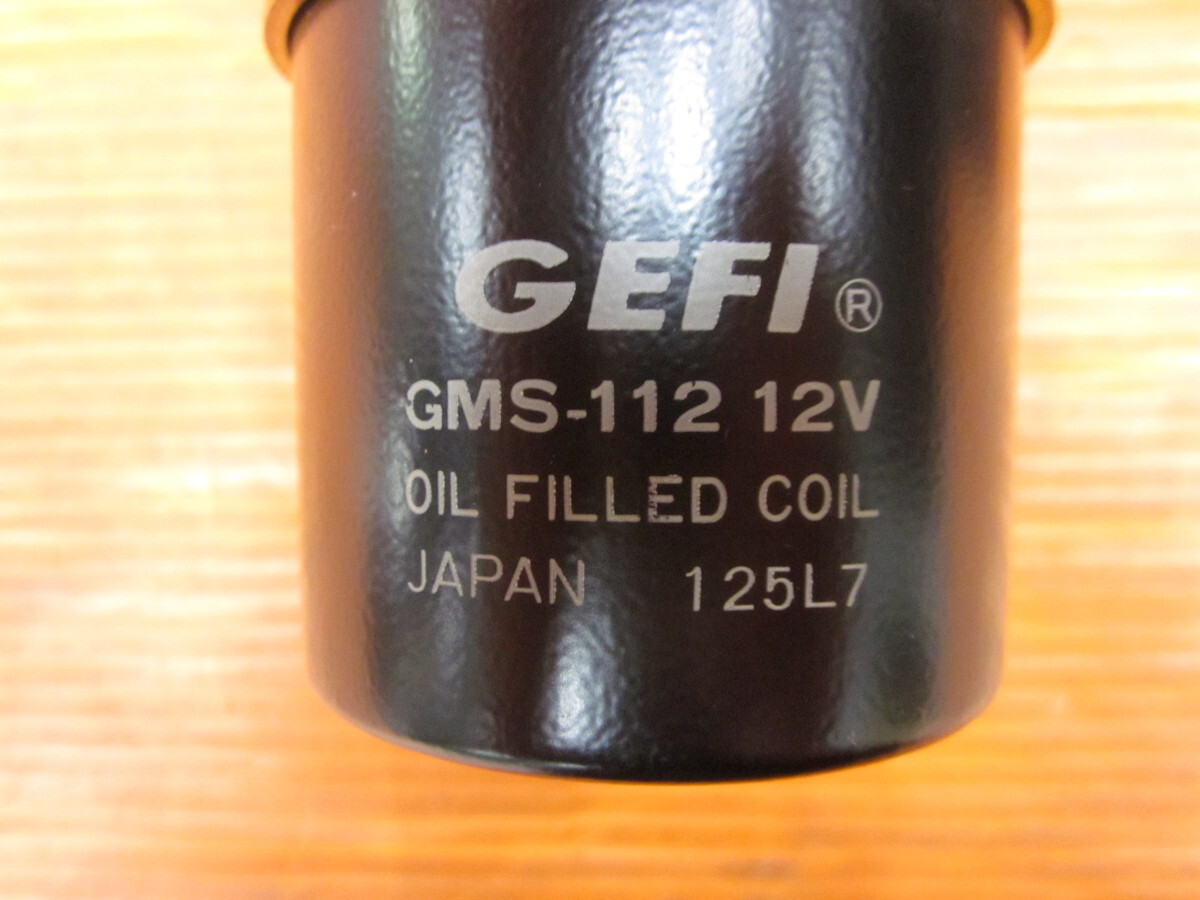 GEFI®
GMS-112 12V
OIL FILLED COIL
JAPAN 125L7